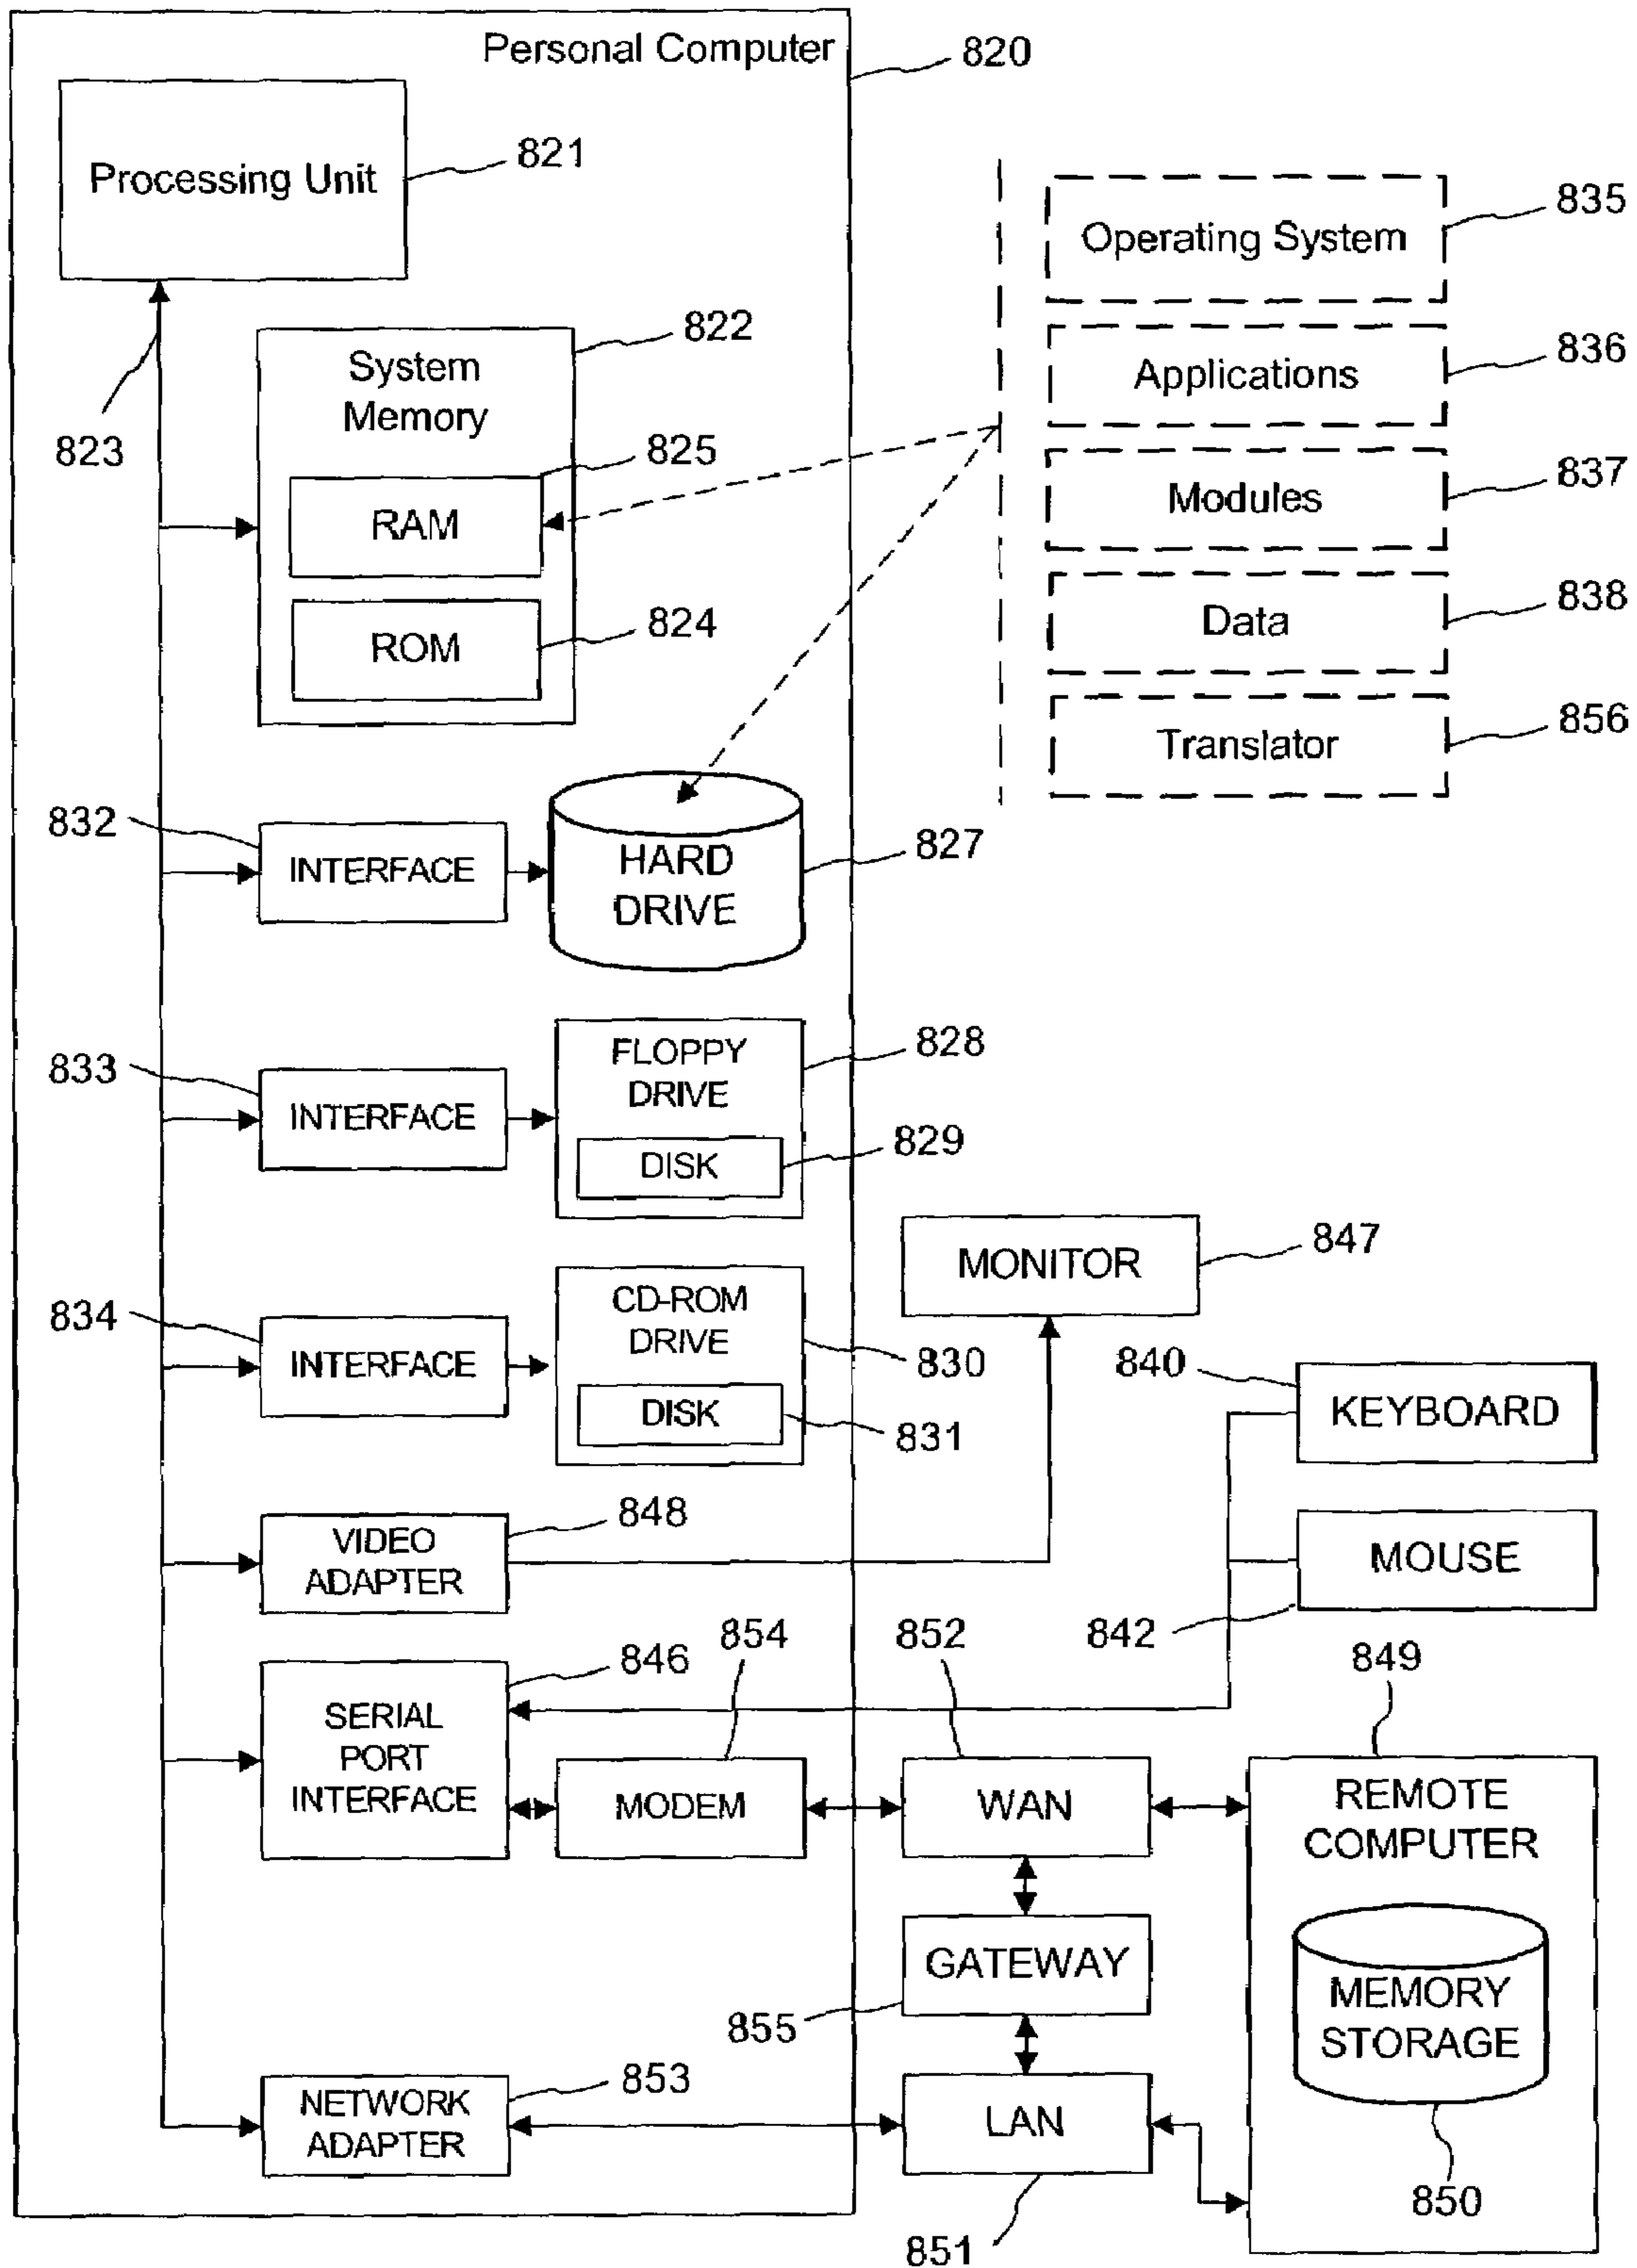 Personal Computer
820
Processing Unit
821
823
System
Memory
822
RAM
825
ROM
824
Operating System
835
Applications
836
Modules
837
Data
838
Translator
856
832
INTERFACE
HARD
DRIVE
827
833
INTERFACE
FLOPPY
DRIVE
828
DISK
829
834
INTERFACE
CD-ROM
DRIVE
830
DISK
831
MONITOR
847
840
KEYBOARD
MOUSE
842
VIDEO
ADAPTER
848
SERIAL
PORT
INTERFACE
846
MODEM
854
WAN
852
849
REMOTE
COMPUTER
GATEWAY
855
MEMORY
STORAGE
850
NETWORK
ADAPTER
853
LAN
851